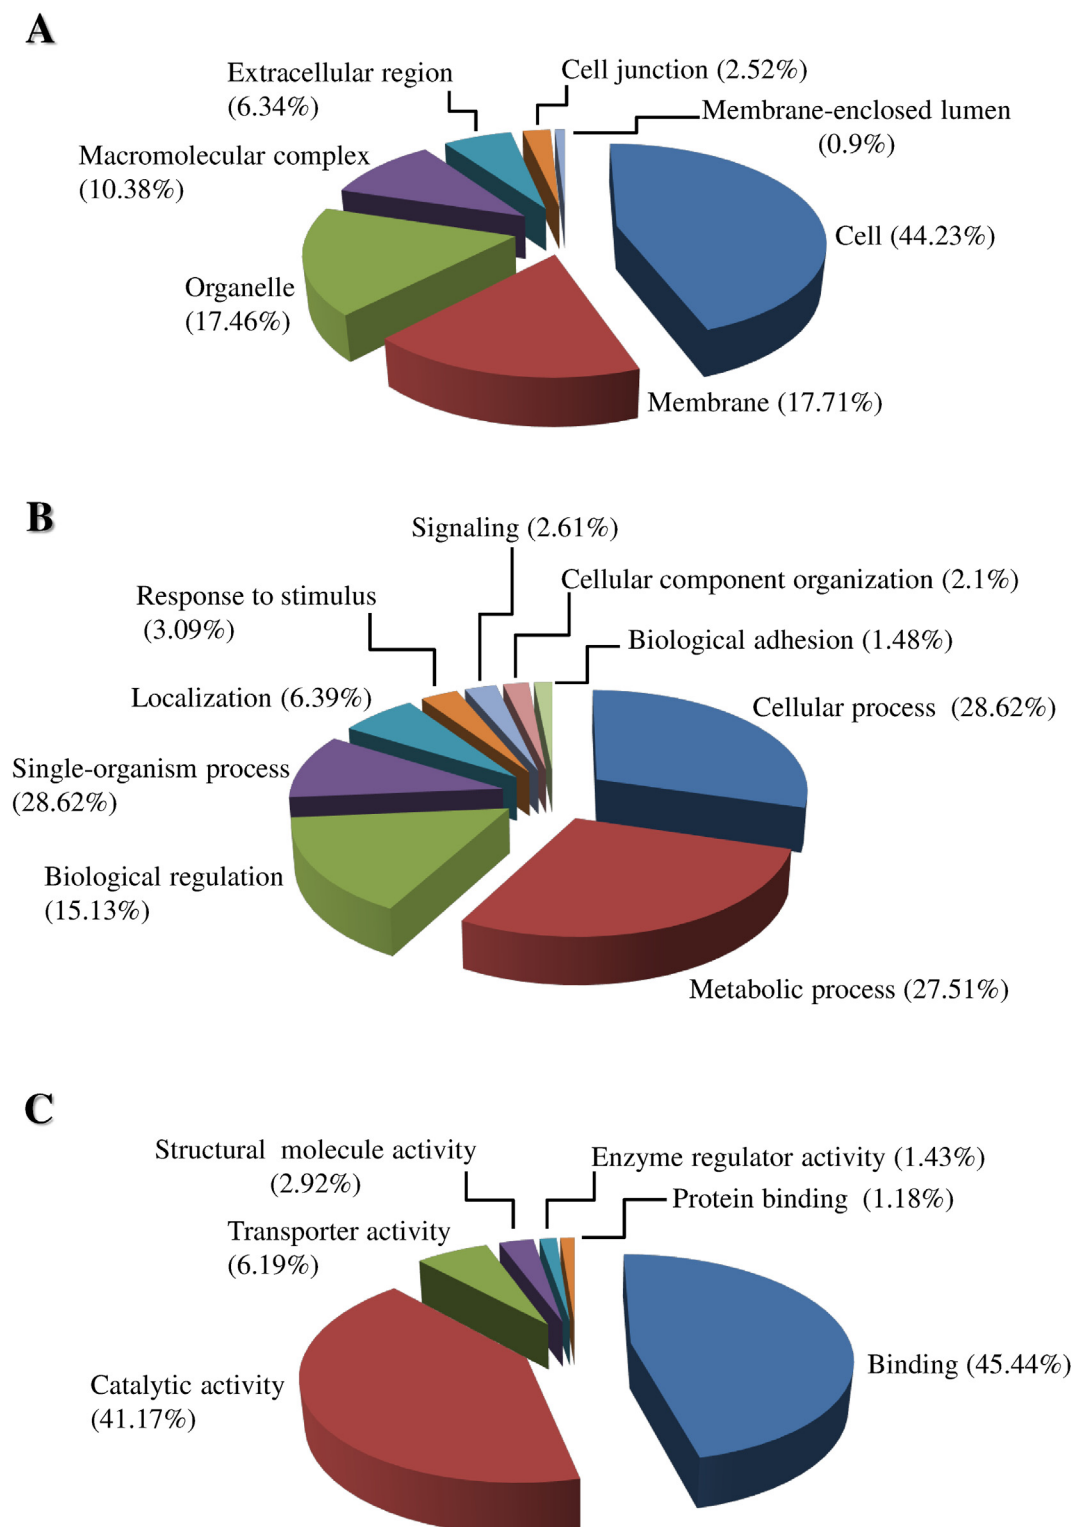 A
Extracellular region
(6.34%)
Cell junction (2.52%)
Membrane-enclosed lumen
(0.9%)
Macromolecular complex
(10.38%)
Cell (44.23%)
Organelle
(17.46%)
Membrane (17.71%)
B
Signaling (2.61%)
Cellular component organization (2.1%)
Response to stimulus
(3.09%)
Biological adhesion (1.48%)
Localization (6.39%)
Cellular process (28.62%)
Single-organism process
(28.62%)
Biological regulation
(15.13%)
Metabolic process (27.51%)
C
Structural molecule activity
(2.92%)
Enzyme regulator activity (1.43%)
Protein binding (1.18%)
Transporter activity
(6.19%)
Binding (45.44%)
Catalytic activity
(41.17%)